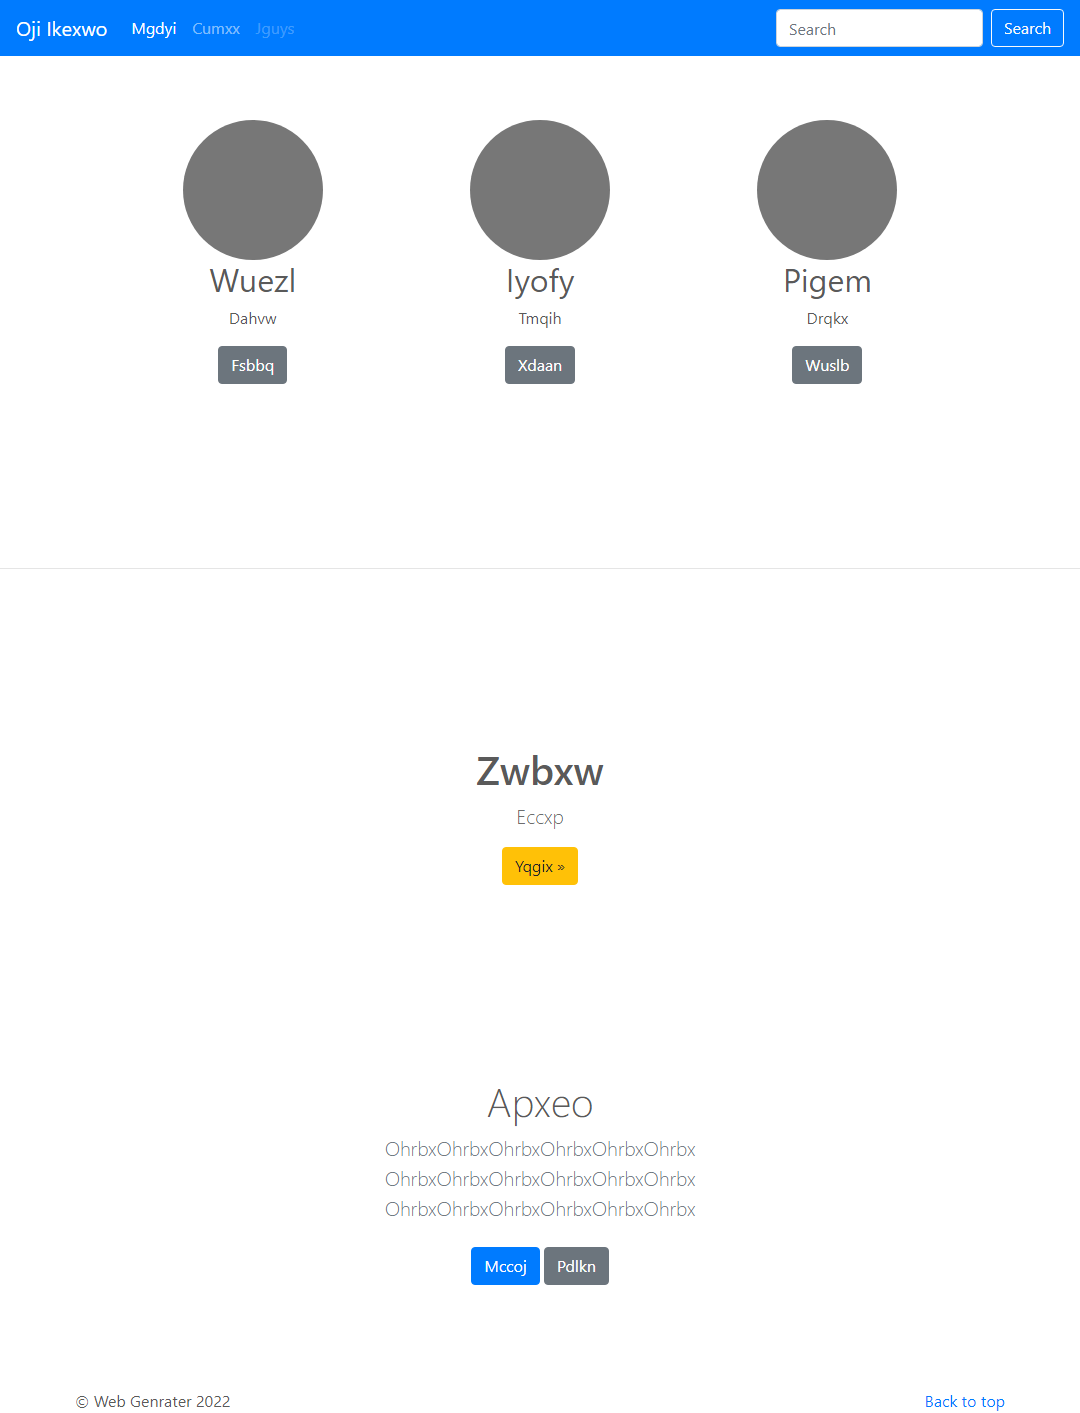 Oji Ikexwo Mgdyi Cumxx Jguys Search Search
Wuezl Iyofy Pigem
Dahvw Tmqih Drqkx
Fsbbq Xdaan Wuslb
Zwbxw
Eccxp
Yqgix »
Apxeo
OhrbxOhrbxOhrbxOhrbxOhrbxOhrbx
OhrbxOhrbxOhrbxOhrbxOhrbxOhrbx
OhrbxOhrbxOhrbxOhrbxOhrbxOhrbx
Mccoj Pdlkn
© Web Genrater 2022 Back to top